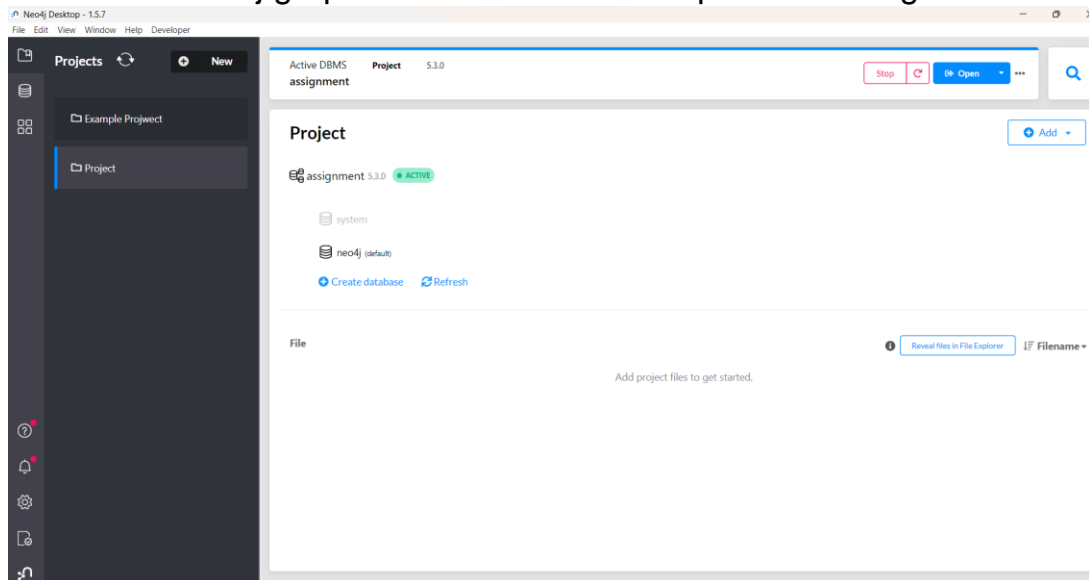 Neo4j Desktop - 1.5.7
File Edit View Window Help Developer
Projects
New
Example Projwect
Project
Active DBMS Project 5.3.0
assignment
Stop
Open
Project
Add
assignment 5.3.0 ACTIVE
system
neo4j (default)
Create database Refresh
File
Reveal files in File Explorer
Filename
Add project files to get started.